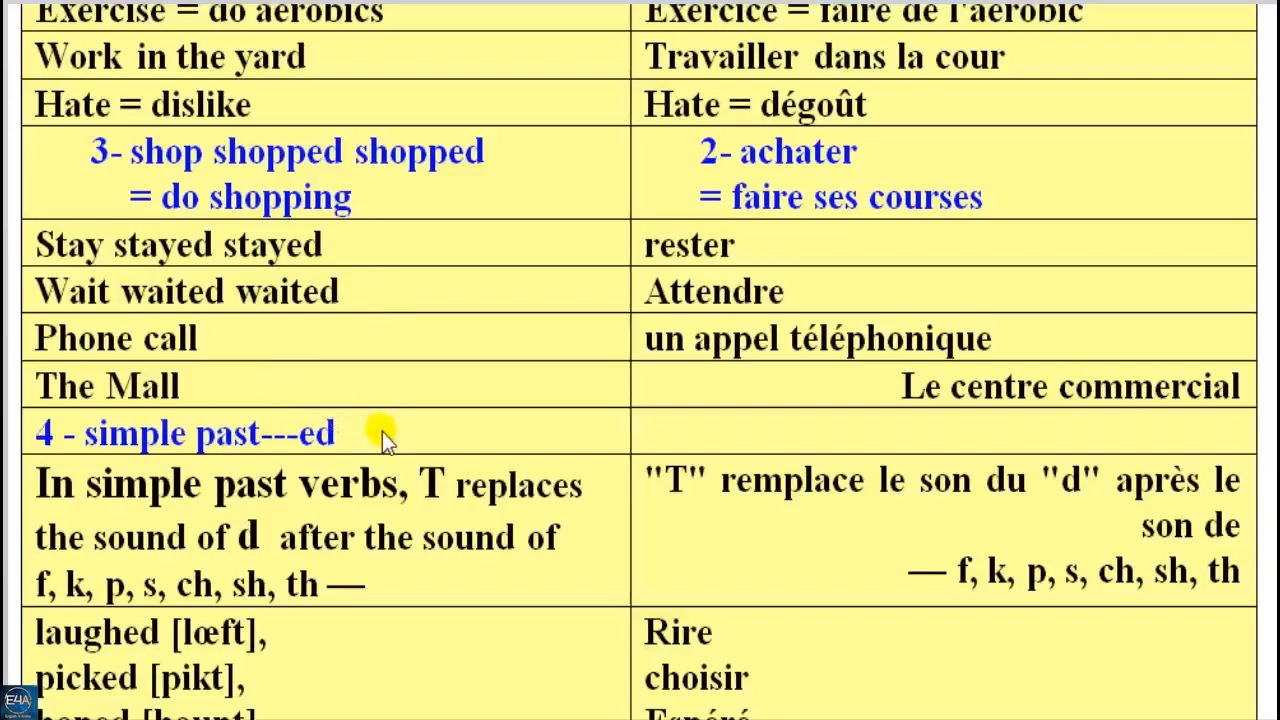 Exercise = do aerobics
Exercice = faire de l'aérobic
Work in the yard
Travailler dans la cour
Hate = dislike
Hate = dégoût
3- shop shopped shopped
= do shopping
2- achater
= faire ses courses
Stay stayed stayed
rester
Wait waited waited
Attendre
Phone call
un appel téléphonique
The Mall
Le centre commercial
4 - simple past---ed
In simple past verbs, T replaces
the sound of d after the sound of
f, k, p, s, ch, sh, th —
"T" remplace le son du "d" après le
son de
— f, k, p, s, ch, sh, th
laughed [lœft],
picked [pikt],
Rire
choisir
Espéré
E4A